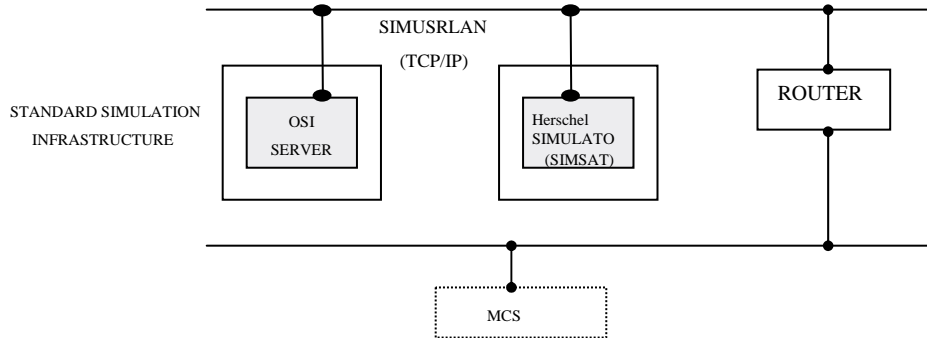 SIMUSRLAN
(TCP/IP)
STANDARD SIMULATION
INFRASTRUCTURE
OSI
SERVER
Herschel
SIMULATO
(SIMSAT)
ROUTER
MCS